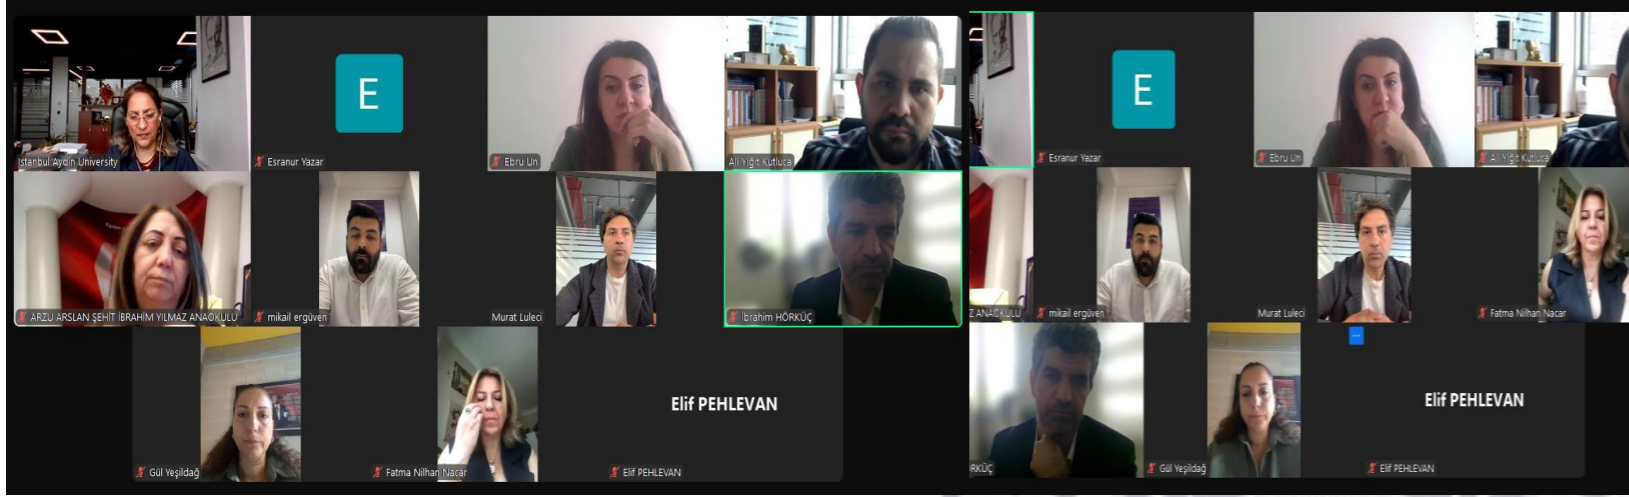 E
Istanbul Aydin University
Esranur Yazar
Ebru Un
Ali Yiğit Kutluca
ARZU ARSLAN ŞEHİT İBRAHİM YILMAZ ANAOKULU
mikail ergüven
Murat Luleci
İbrahim HÖRKÜÇ
Elif PEHLEVAN
Gül Yeşildağ
Fatma Nilhan Nacar
Elif PEHLEVAN
E
Esranur Yazar
Ebru Un
Ali Yiğit Kutluca
Z ANAOKULU
mikail ergüven
Murat Luleci
Fatma Nilhan Nacar
Elif PEHLEVAN
RKÜÇ
Gül Yeşildağ
Elif PEHLEVAN